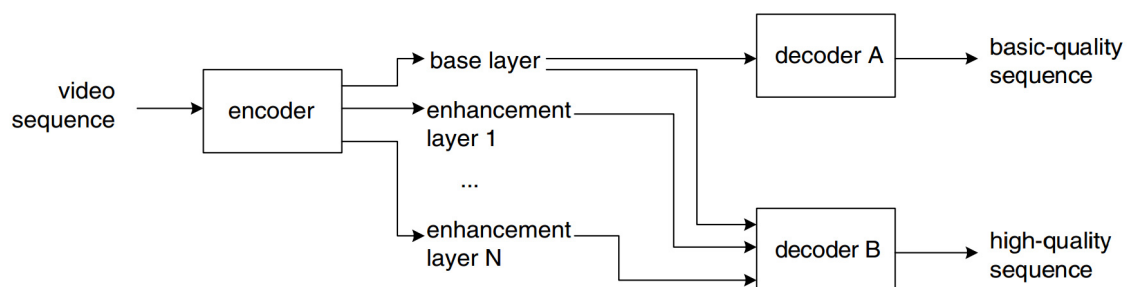 video
sequence
encoder
base layer
enhancement
layer 1
...
enhancement
layer N
decoder A
basic-quality
sequence
decoder B
high-quality
sequence